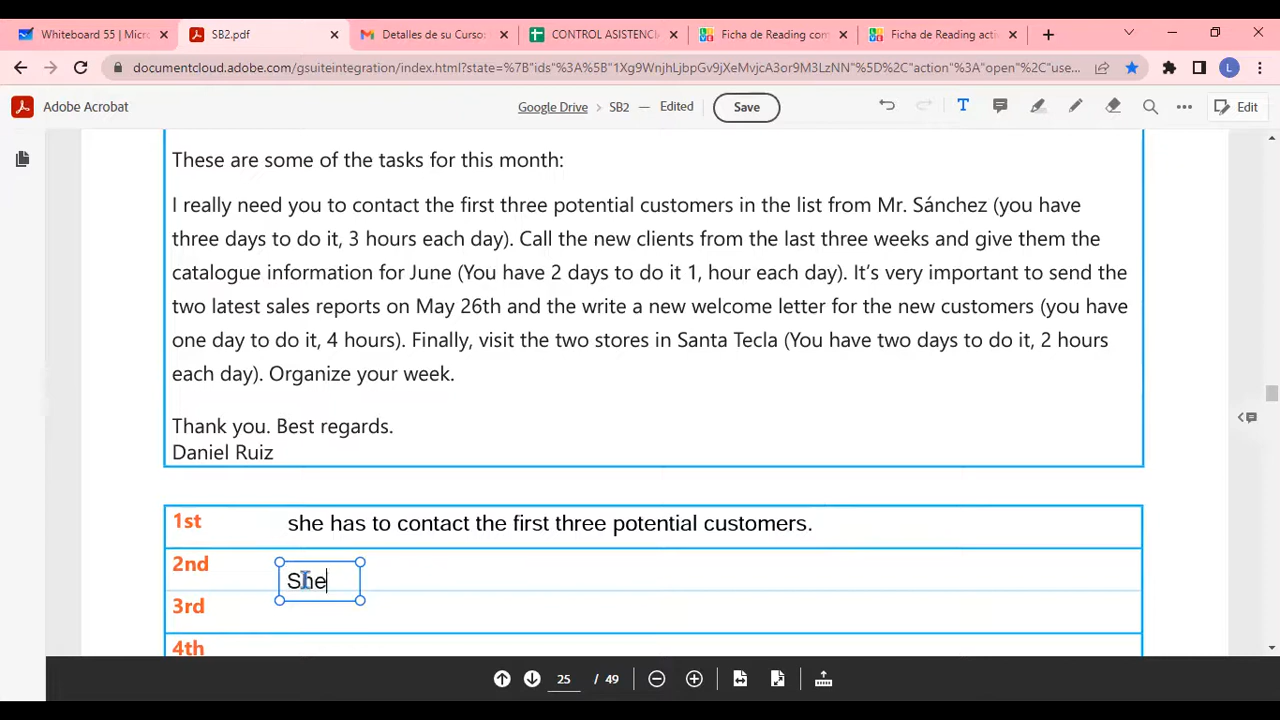 Whiteboard 55 | Micro
SB2.pdf
Detalles de su Curso:
CONTROL ASISTENCI
Ficha de Reading com
Ficha de Reading acti
documentcloud.adobe.com/gsuiteintegration/index.html?state=%7B"ids"%3A%5B"1Xg9WnjhLjbpGv9jXeMvjcA3or9M3LzNN"%5D%2C"action"%3A"open"%2C"use...
L
Adobe Acrobat
Google Drive > SB2 — Edited
Save
T
Edit
These are some of the tasks for this month:
I really need you to contact the first three potential customers in the list from Mr. Sánchez (you have
three days to do it, 3 hours each day). Call the new clients from the last three weeks and give them the
catalogue information for June (You have 2 days to do it 1, hour each day). It's very important to send the
two latest sales reports on May 26th and the write a new welcome letter for the new customers (you have
one day to do it, 4 hours). Finally, visit the two stores in Santa Tecla (You have two days to do it, 2 hours
each day). Organize your week.
Thank you. Best regards.
Daniel Ruiz
1st she has to contact the first three potential customers.
2nd She
3rd
4th
25 / 49